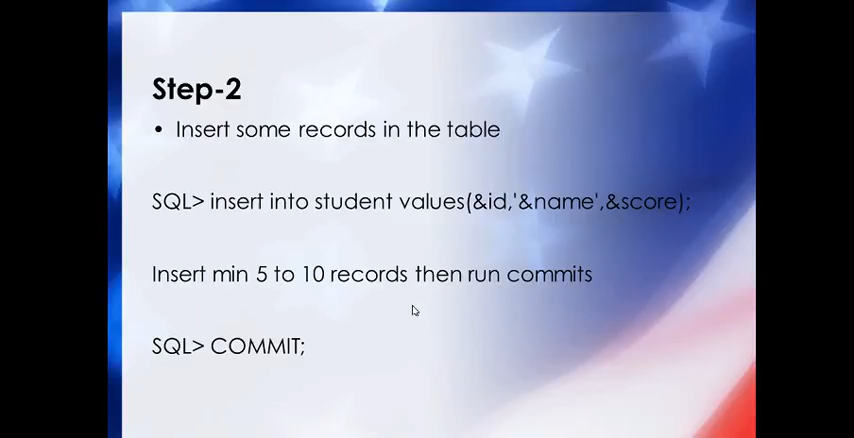 Step-2
• Insert some records in the table
SQL> insert into student values(&id,'&name',&score);
Insert min 5 to 10 records then run commits
SQL> COMMIT;